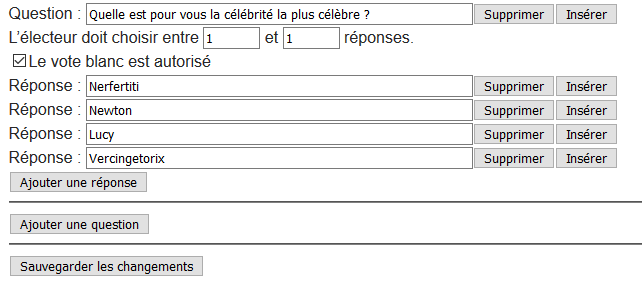 Question : Quelle est pour vous la célébrité la plus célèbre ? Supprimer Insérer
L'électeur doit choisir entre 1 et 1 réponses.
Le vote blanc est autorisé
Réponse : Nerfertiti Supprimer Insérer
Réponse : Newton Supprimer Insérer
Réponse : Lucy Supprimer Insérer
Réponse : Vercingetorix Supprimer Insérer
Ajouter une réponse
Ajouter une question
Sauvegarder les changements